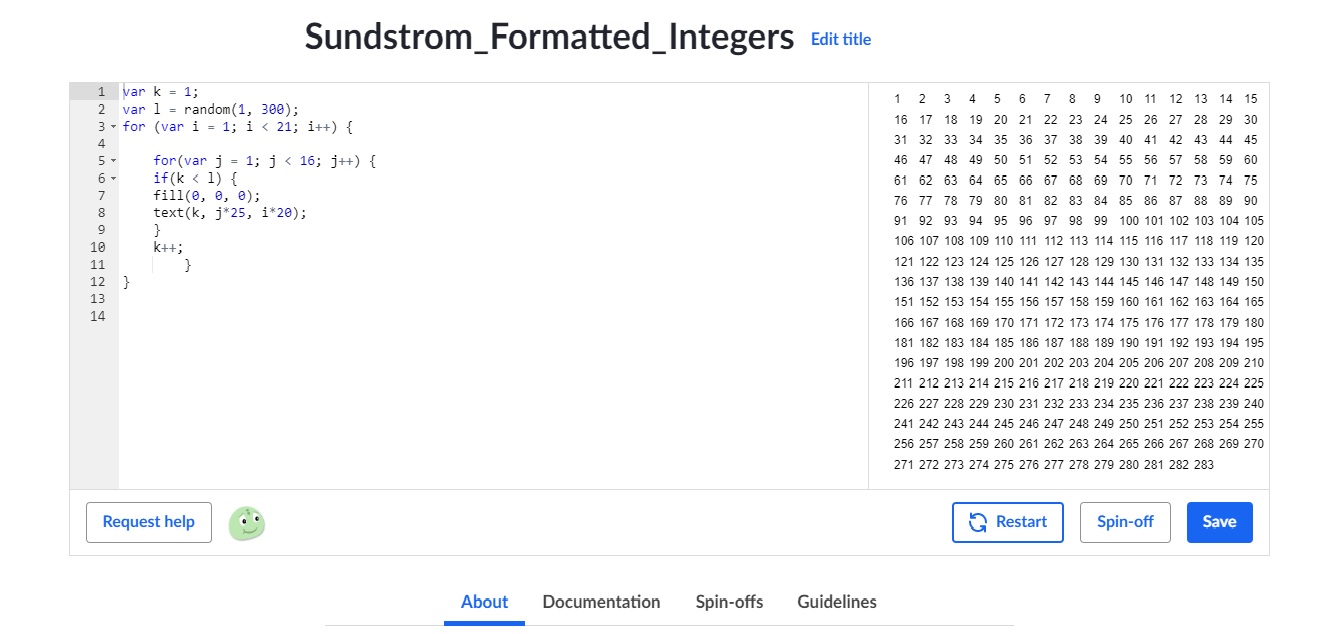 Sundstrom_Formatted_Integers Edit title
1 var k = 1;
2 var l = random(1, 300);
3 for (var i = 1; i < 21; i++) {
4
5 for(var j = 1; j < 16; j++) {
6 if(k < l) {
7 fill(0, 0, 0);
8 text(k, j*25, i*20);
9 }
10 k++;
11 }
12 }
13
14
1 2 3 4 5 6 7 8 9 10 11 12 13 14 15
16 17 18 19 20 21 22 23 24 25 26 27 28 29 30
31 32 33 34 35 36 37 38 39 40 41 42 43 44 45
46 47 48 49 50 51 52 53 54 55 56 57 58 59 60
61 62 63 64 65 66 67 68 69 70 71 72 73 74 75
76 77 78 79 80 81 82 83 84 85 86 87 88 89 90
91 92 93 94 95 96 97 98 99 100 101 102 103 104 105
106 107 108 109 110 111 112 113 114 115 116 117 118 119 120
121 122 123 124 125 126 127 128 129 130 131 132 133 134 135
136 137 138 139 140 141 142 143 144 145 146 147 148 149 150
151 152 153 154 155 156 157 158 159 160 161 162 163 164 165
166 167 168 169 170 171 172 173 174 175 176 177 178 179 180
181 182 183 184 185 186 187 188 189 190 191 192 193 194 195
196 197 198 199 200 201 202 203 204 205 206 207 208 209 210
211 212 213 214 215 216 217 218 219 220 221 222 223 224 225
226 227 228 229 230 231 232 233 234 235 236 237 238 239 240
241 242 243 244 245 246 247 248 249 250 251 252 253 254 255
256 257 258 259 260 261 262 263 264 265 266 267 268 269 270
271 272 273 274 275 276 277 278 279 280 281 282 283
Request help Restart Spin-off Save
About Documentation Spin-offs Guidelines